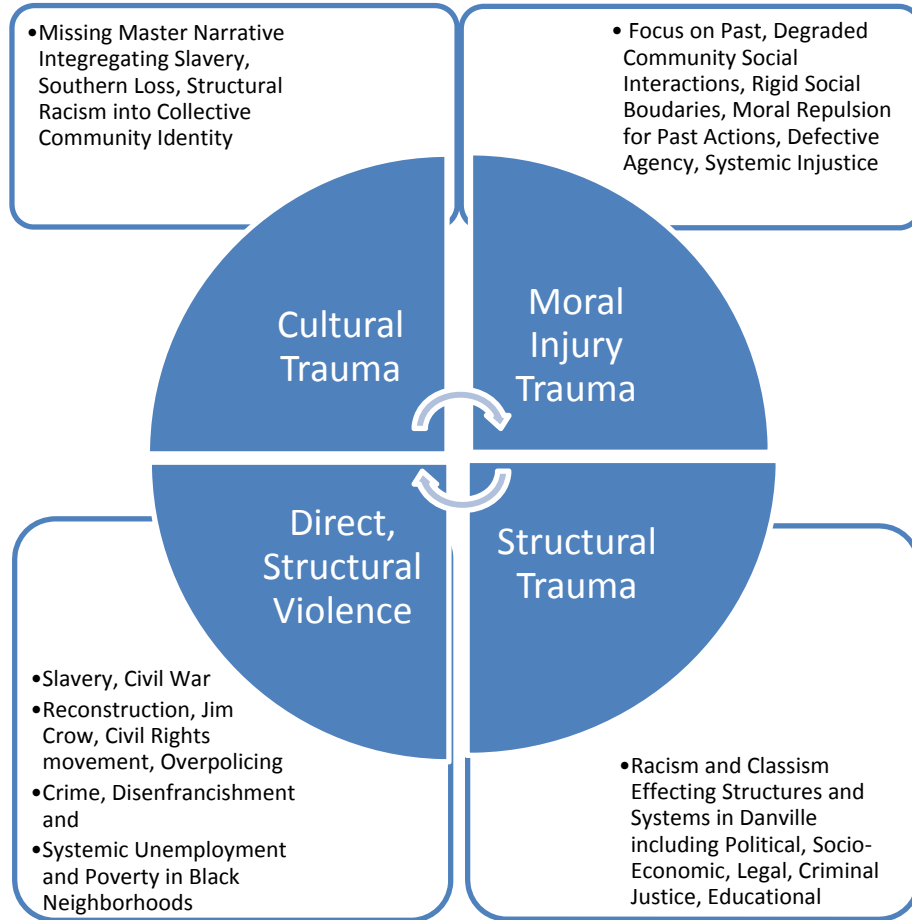 •Missing Master Narrative
Integregating Slavery,
Southern Loss, Structural
Racism into Collective
Community Identity
• Focus on Past, Degraded
Community Social
Interactions, Rigid Social
Boudaries, Moral Repulsion
for Past Actions, Defective
Agency, Systemic Injustice
Cultural
Trauma
Moral
Injury
Trauma
Direct,
Structural
Violence
Structural
Trauma
•Slavery, Civil War
•Reconstruction, Jim
Crow, Civil Rights
movement, Overpolicing
•Crime, Disenfrancishment
and
•Systemic Unemployment
and Poverty in Black
Neighborhoods
•Racism and Classism
Effecting Structures and
Systems in Danville
including Political, Socio-
Economic, Legal, Criminal
Justice, Educational